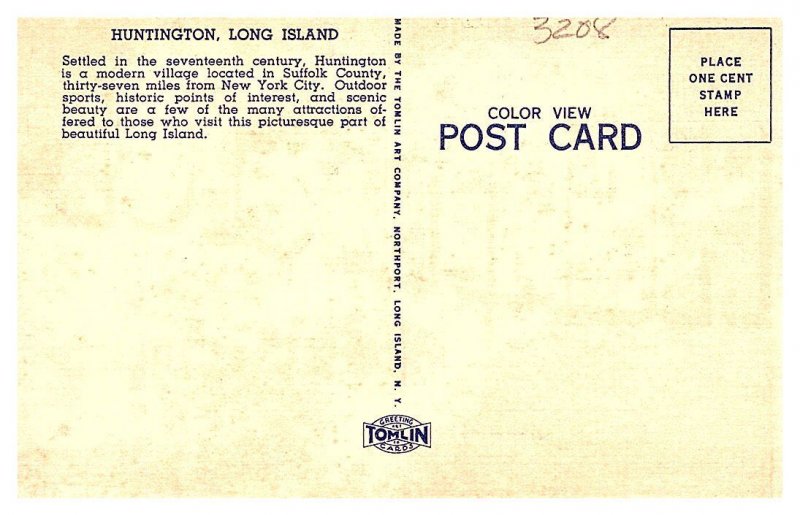 HUNTINGTON, LONG ISLAND
Settled in the seventeenth century, Huntington
is a modern village located in Suffolk County,
thirty-seven miles from New York City. Outdoor
sports, historic points of interest, and scenic
beauty are a few of the many attractions of-
fered to those who visit this picturesque part of
beautiful Long Island.
MADE BY THE TOMLIN ART COMPANY, NORTHPORT, LONG ISLAND, N. Y.
GREETING
ART
TOMLIN
CARDS
3208
COLOR VIEW
POST CARD
PLACE
ONE CENT
STAMP
HERE